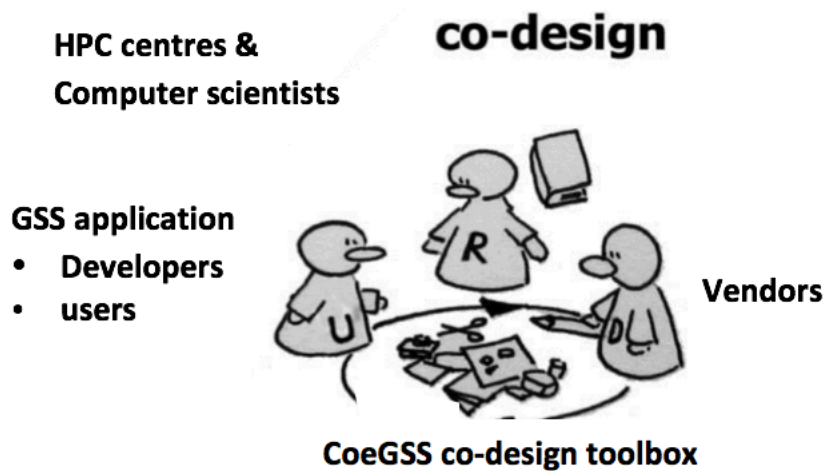 co-design
HPC centres &
Computer scientists
GSS application
• Developers
• users
R
U
D
Vendors
CoeGSS co-design toolbox